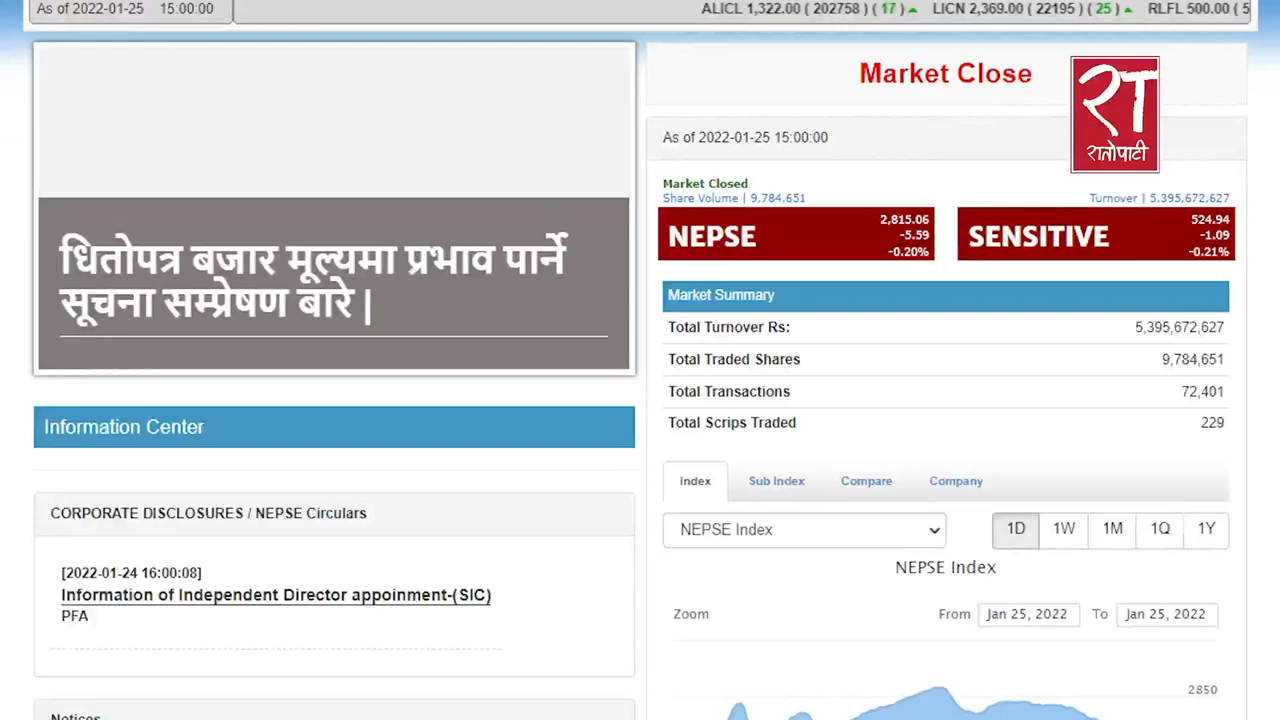 As of 2022-01-25 15:00:00
ALICL 1,322.00 ( 202758 ) ( 17 ) LICN 2,369.00 ( 22195 ) ( 25 ) RLFL 500.00 ( 5
धितोपत्र बजार मूल्यमा प्रभाव पार्ने
सूचना सम्प्रेषण बारे |
Information Center
CORPORATE DISCLOSURES / NEPSE Circulars
[2022-01-24 16:00:08]
Information of Independent Director appoinment-(SIC)
PFA
Notices
Market Close
रा
रातोपाटी
As of 2022-01-25 15:00:00
Market Closed
Share Volume | 9,784,651
Turnover | 5,395,672,627
NEPSE
2,815.06
-5.59
-0.20%
SENSITIVE
524.94
-1.09
-0.21%
Market Summary
Total Turnover Rs: 5,395,672,627
Total Traded Shares 9,784,651
Total Transactions 72,401
Total Scrips Traded 229
Index Sub Index Compare Company
NEPSE Index
1D 1W 1M 1Q 1Y
NEPSE Index
Zoom From Jan 25, 2022 To Jan 25, 2022
2850